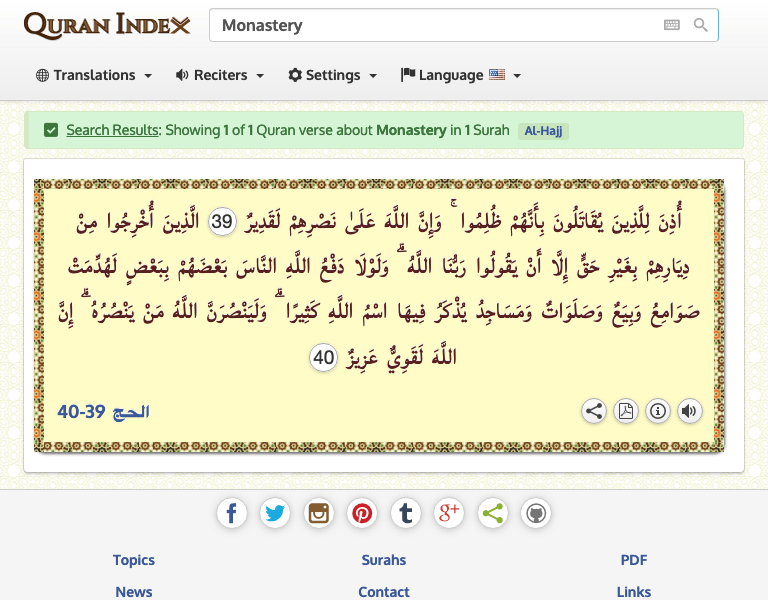 QURAN INDEX
Monastery
Translations Reciters Settings Language
Search Results: Showing 1 of 1 Quran verse about Monastery in 1 Surah Al-Hajj
أُذِنَ لِلَّذِينَ يُقَاتَلُونَ بِأَنَّهُمْ ظُلِمُوا ۚ وَإِنَّ اللَّهَ عَلَىٰ نَصْرِهِمْ لَقَدِيرٌ 39 الَّذِينَ أُخْرِجُوا مِنْ
دِيَارِهِمْ بِغَيْرِ حَقٍّ إِلَّا أَنْ يَقُولُوا رَبُّنَا اللَّهُ ۗ وَلَوْلَا دَفْعُ اللَّهِ النَّاسَ بَعْضَهُمْ بِبَعْضٍ لَهُدِّمَتْ
صَوَامِعُ وَبِيَعٌ وَصَلَوَاتٌ وَمَسَاجِدُ يُذْكَرُ فِيهَا اسْمُ اللَّهِ كَثِيرًا ۗ وَلَيَنْصُرَنَّ اللَّهُ مَنْ يَنْصُرُهُ ۗ إِنَّ
اللَّهَ لَقَوِيٌّ عَزِيزٌ 40
الحج 39-40
Topics Surahs PDF
News Contact Links